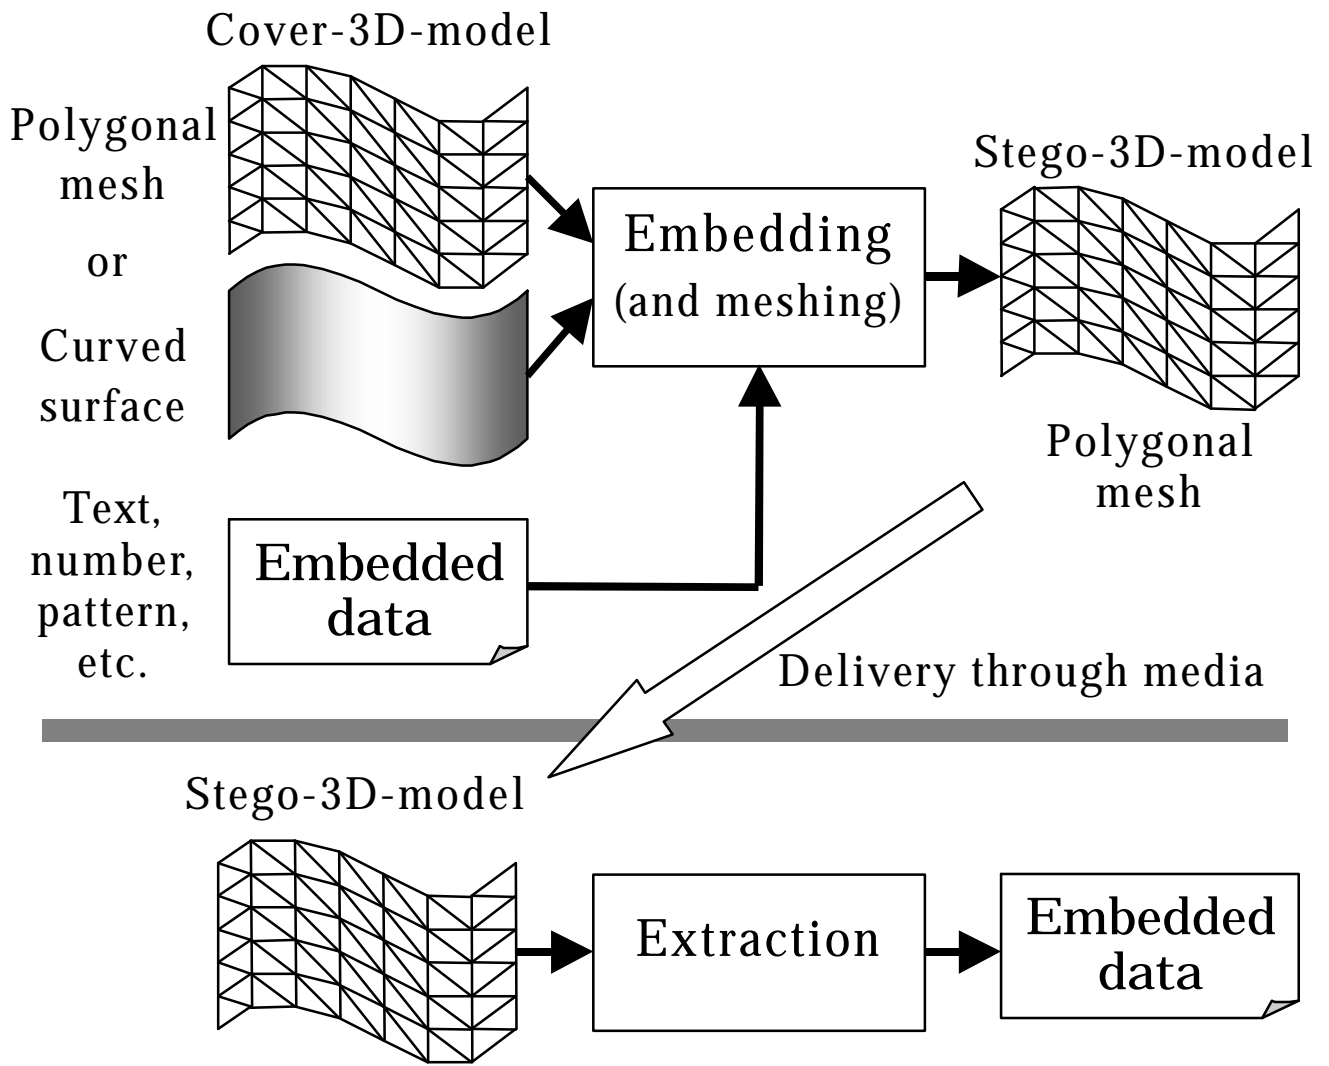 Cover-3D-model
Polygonal
mesh
or
Curved
surface
Embedding
(and meshing)
Stego-3D-model
Polygonal
mesh
Text,
number,
pattern,
etc.
Embedded
data
Delivery through media
Stego-3D-model
Extraction
Embedded
data